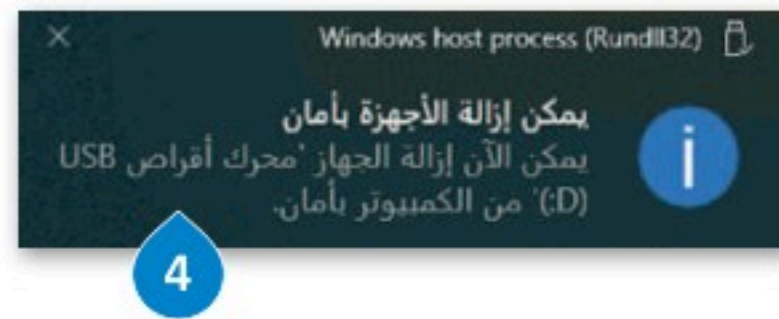 Windows host process (Rundll32)
يمكن إزالة الأجهزة بأمان
يمكن الآن إزالة الجهاز 'محرك أقراص USB
(D:)' من الكمبيوتر بأمان.
4